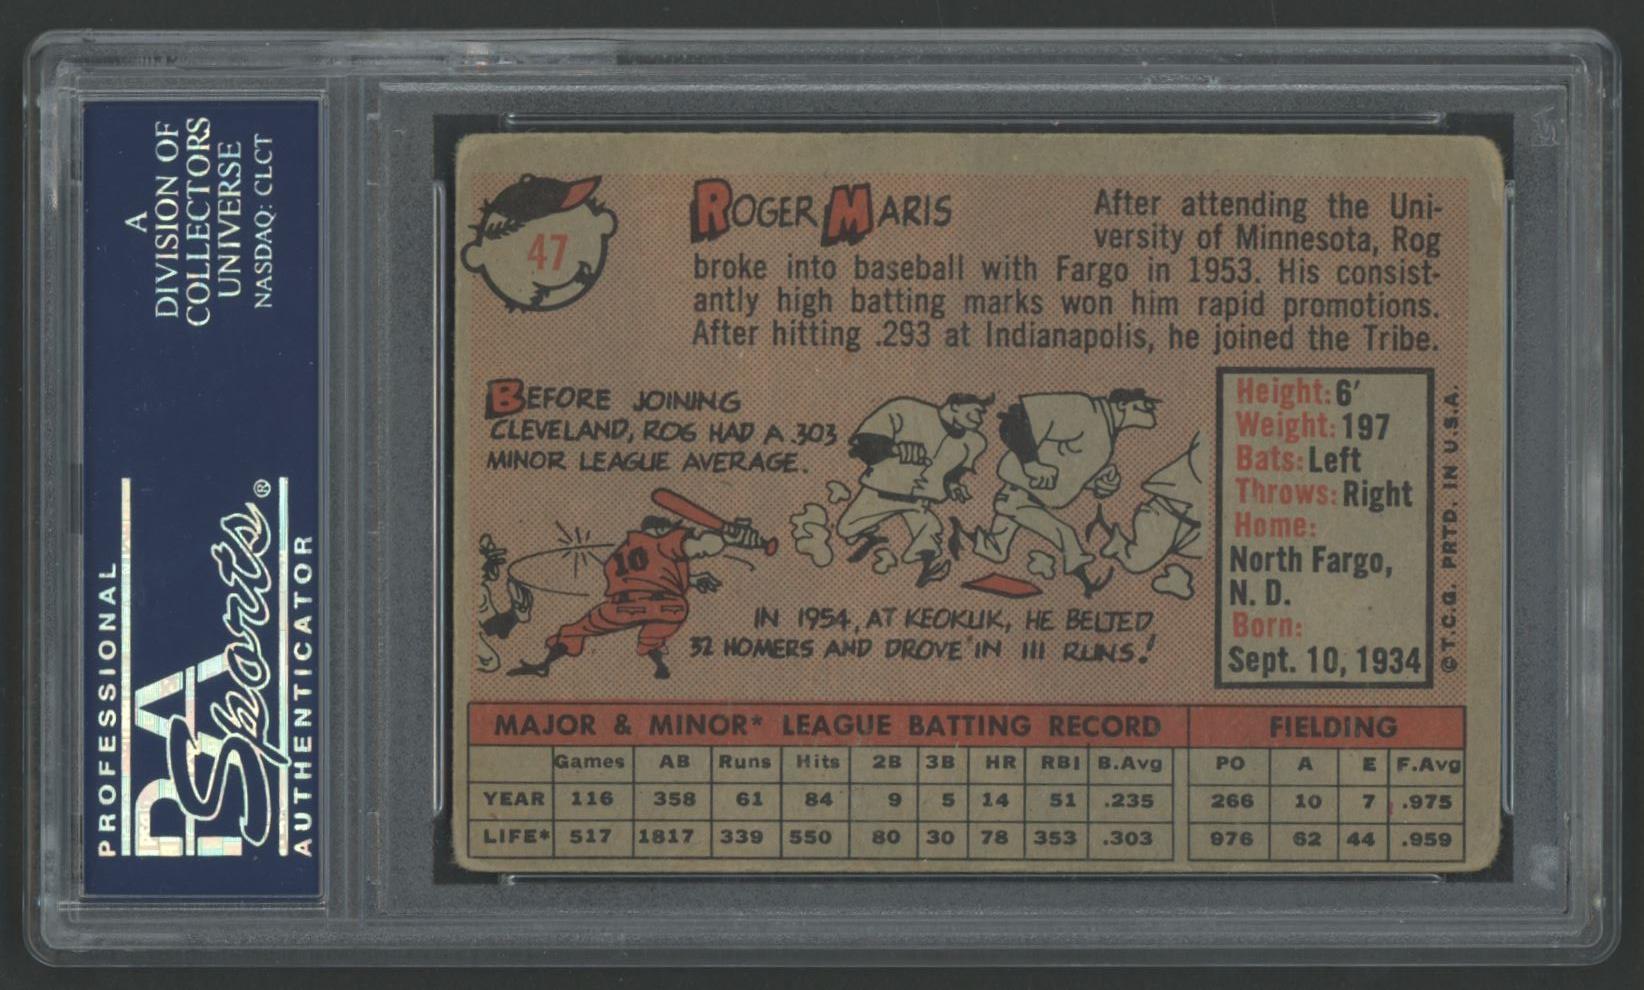 A
DIVISION OF
COLLECTORS
UNIVERSE
NASDAQ: CLCT
PROFESSIONAL
PSA
Sports®
AUTHENTICATOR
47
ROGER MARIS
After attending the Uni-
versity of Minnesota, Rog
broke into baseball with Fargo in 1953. His consist-
antly high batting marks won him rapid promotions.
After hitting .293 at Indianapolis, he joined the Tribe.
BEFORE JOINING
CLEVELAND, ROG HAD A .303
MINOR LEAGUE AVERAGE.
10
IN 1954, AT KEOKUK, HE BELTED
32 HOMERS AND DROVE IN 111 RUNS!
Height: 6'
Weight: 197
Bats: Left
Throws: Right
Home:
North Fargo,
N. D.
Born:
Sept. 10, 1934
©T.C.G. PRTD. IN U.S.A.
MAJOR & MINOR* LEAGUE BATTING RECORD FIELDING
Games AB Runs Hits 2B 3B HR RBI B.Avg PO A E F.Avg
YEAR 116 358 61 84 9 5 14 51 .235 266 10 7 .975
LIFE* 517 1817 339 550 80 30 78 353 .303 976 62 44 .959